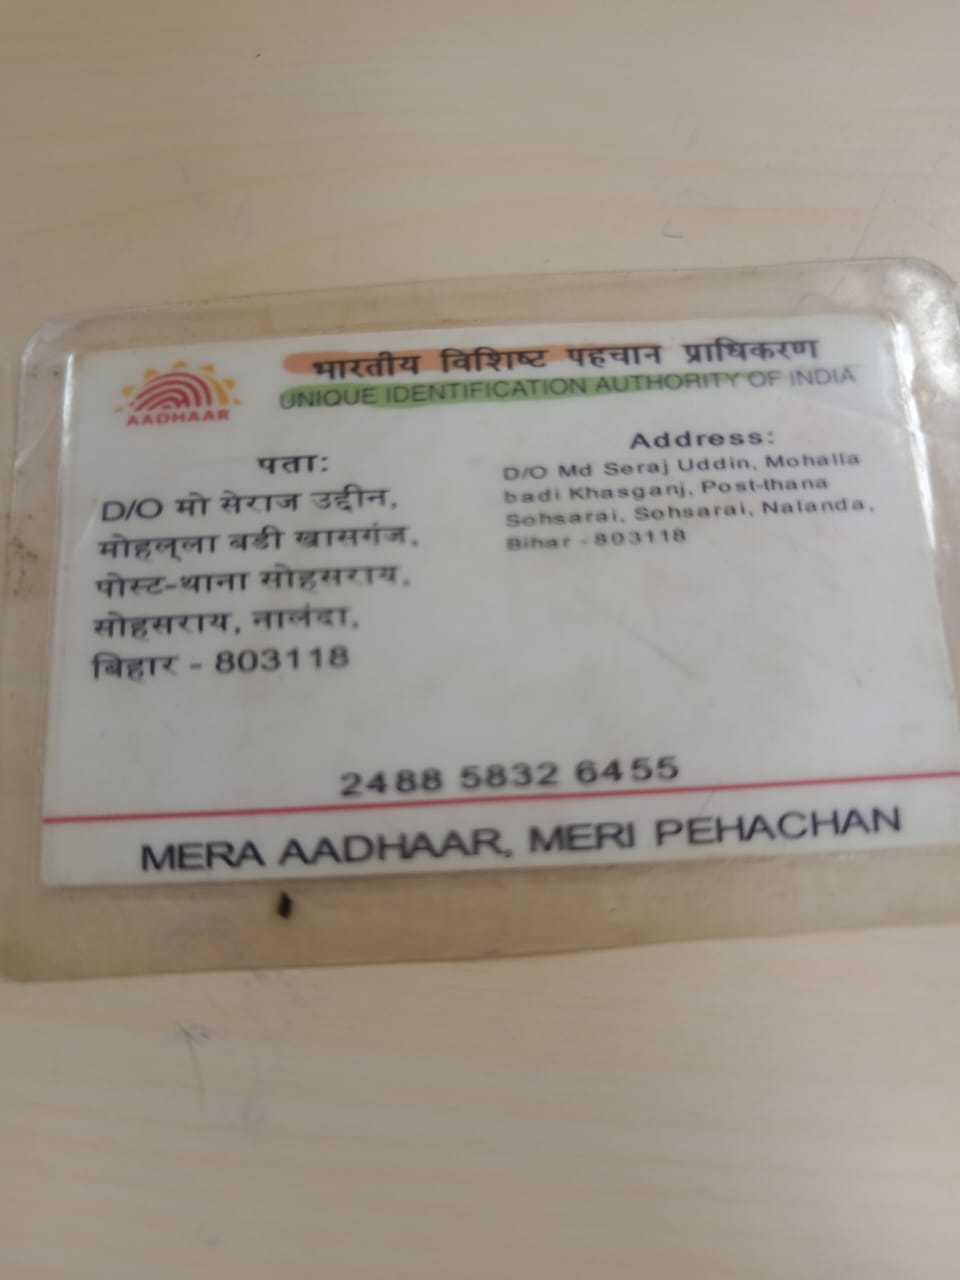 भारतीय विशिष्ट पहचान प्राधिकरण
UNIQUE IDENTIFICATION AUTHORITY OF INDIA
AADHAAR
पता:
D/O मो सेराज उद्दीन,
मोहल्ला बडी खासगंज,
पोस्ट-थाना सोहसराय,
सोहसराय, नालंदा,
बिहार - 803118
Address:
D/O Md Seraj Uddin, Mohalla
badi Khasganj, Post-thana
Sohsarai, Sohsarai, Nalanda,
Bihar - 803118
2488 5832 6455
MERA AADHAAR, MERI PEHACHAN